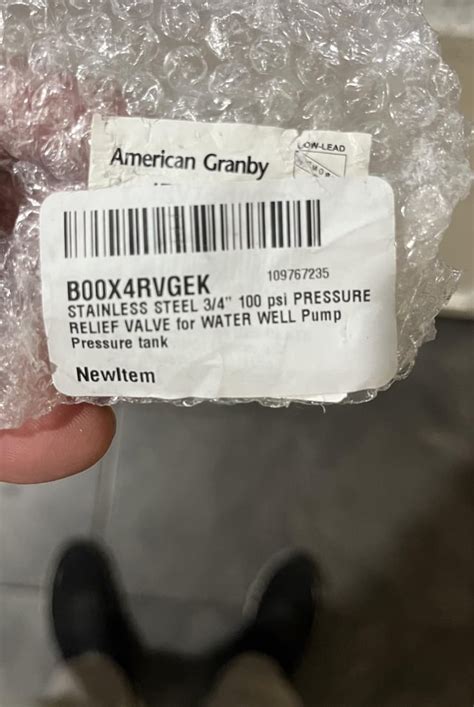 American Granby
LOW-LEAD
B00X4RVGEK
109767235
STAINLESS STEEL 3/4" 100 psi PRESSURE
RELIEF VALVE for WATER WELL Pump
Pressure tank
NewItem